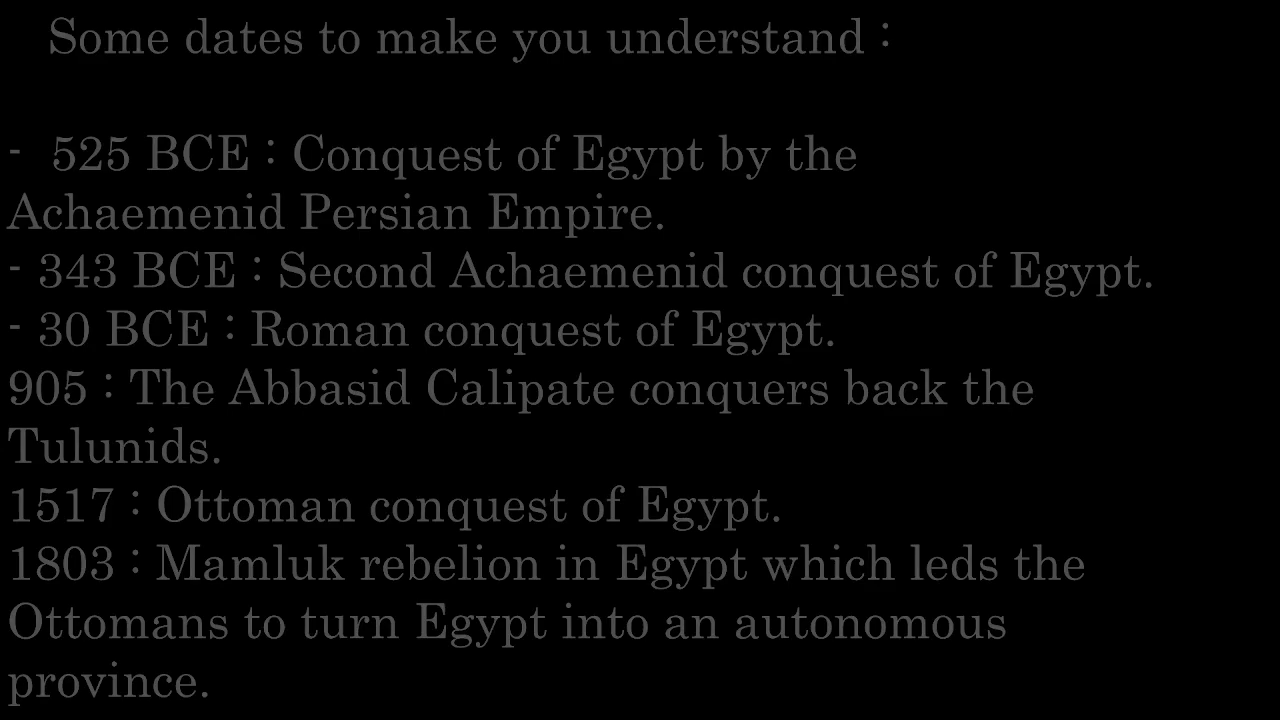 Some dates to make you understand :
- 525 BCE : Conquest of Egypt by the
Achaemenid Persian Empire.
- 343 BCE : Second Achaemenid conquest of Egypt.
- 30 BCE : Roman conquest of Egypt.
905 : The Abbasid Calipate conquers back the
Tulunids.
1517 : Ottoman conquest of Egypt.
1803 : Mamluk rebelion in Egypt which leds the
Ottomans to turn Egypt into an autonomous
province.